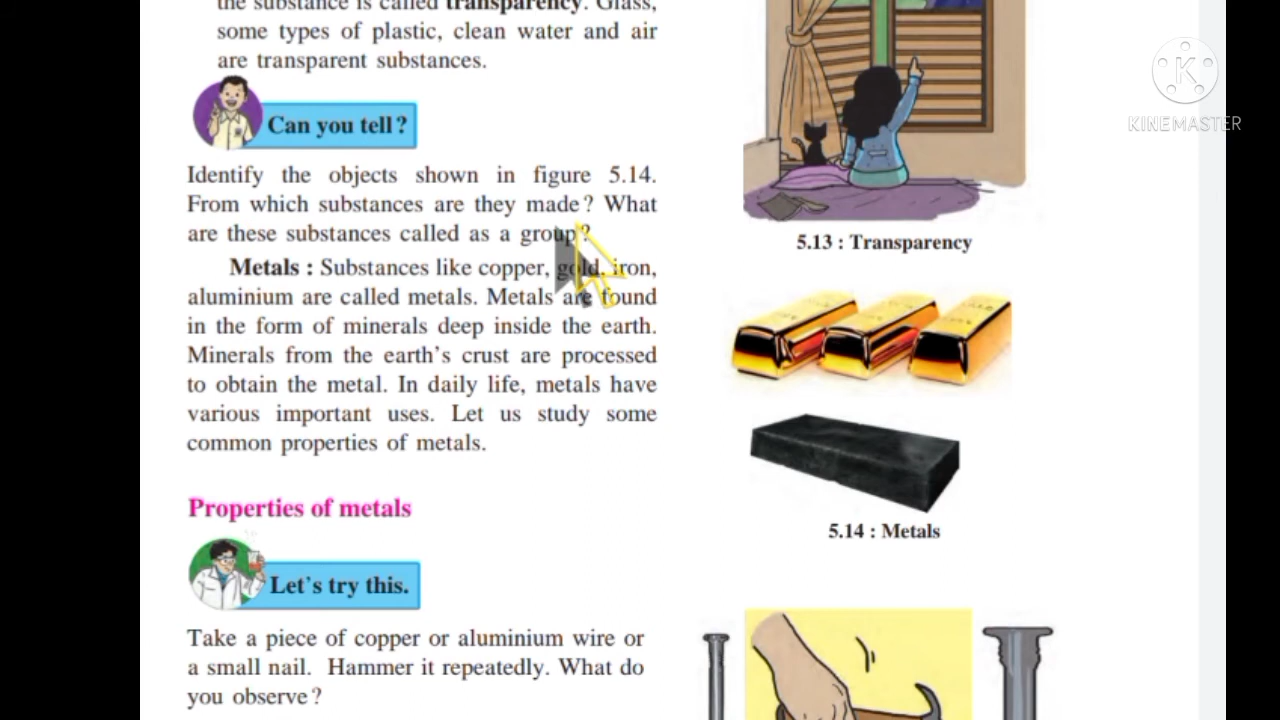 the substance is called transparency. Glass,
some types of plastic, clean water and air
are transparent substances.
Can you tell?
Identify the objects shown in figure 5.14.
From which substances are they made? What
are these substances called as a group?
Metals : Substances like copper, gold, iron,
aluminium are called metals. Metals are found
in the form of minerals deep inside the earth.
Minerals from the earth's crust are processed
to obtain the metal. In daily life, metals have
various important uses. Let us study some
common properties of metals.
Properties of metals
Let's try this.
Take a piece of copper or aluminium wire or
a small nail. Hammer it repeatedly. What do
you observe?
5.13 : Transparency
5.14 : Metals
K
KINEMASTER